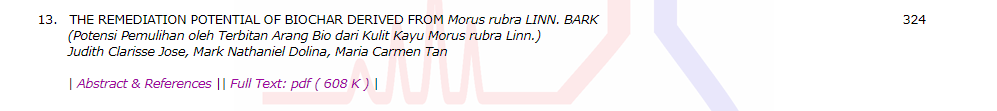 13. THE REMEDIATION POTENTIAL OF BIOCHAR DERIVED FROM Morus rubra LINN. BARK 324
(Potensi Pemulihan oleh Terbitan Arang Bio dari Kulit Kayu Morus rubra Linn.)
Judith Clarisse Jose, Mark Nathaniel Dolina, Maria Carmen Tan
| Abstract & References || Full Text: pdf ( 608 K ) |